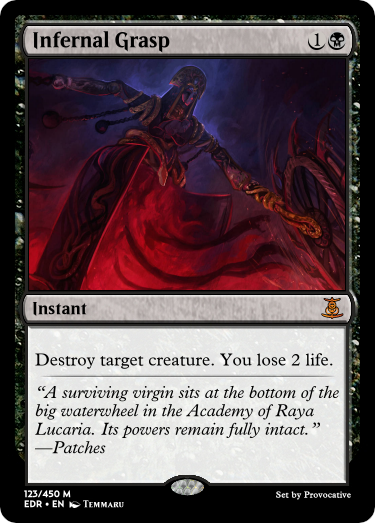 Infernal Grasp 1
Instant
Destroy target creature. You lose 2 life.
“A surviving virgin sits at the bottom of the
big waterwheel in the Academy of Raya
Lucaria. Its powers remain fully intact.”
—Patches
123/450 M
EDR • EN Temmaru
Set by Provocative